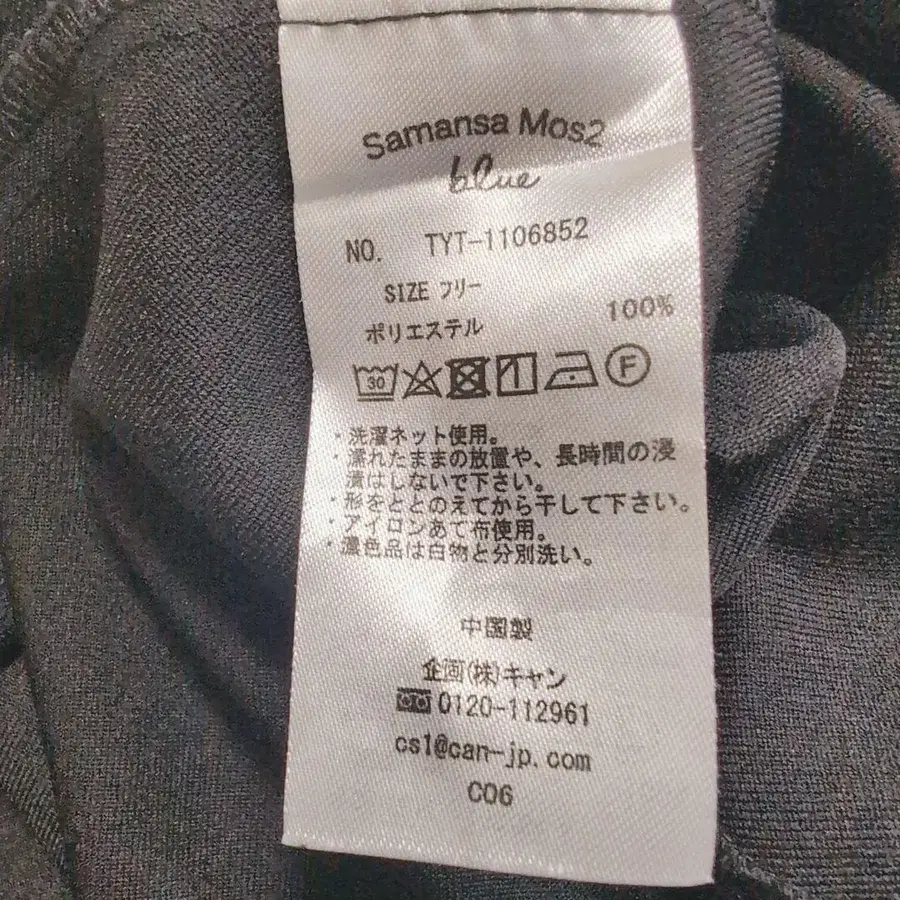 Samansa Mos2
blue
NO. TYT-1106852
SIZE フリー
ポリエステル 100%
30 F
・洗濯ネット使用。
・濡れたままの放置や、長時間の浸
漬はしないで下さい。
・形をととのえてから干して下さい。
・アイロンあて布使用。
・濃色品は白物と分別洗い。
中国製
企画(株)キャン
0120-112961
cs1@can-jp.com
C06